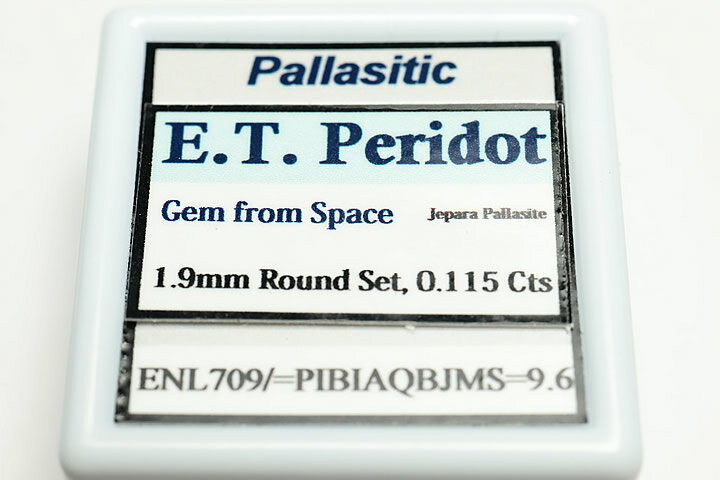 Pallasitic
E.T. Peridot
Gem from Space Jepara Pallasite
1.9mm Round Set, 0.115 Cts
ENL709/=PIBIAQBJMS=9.6